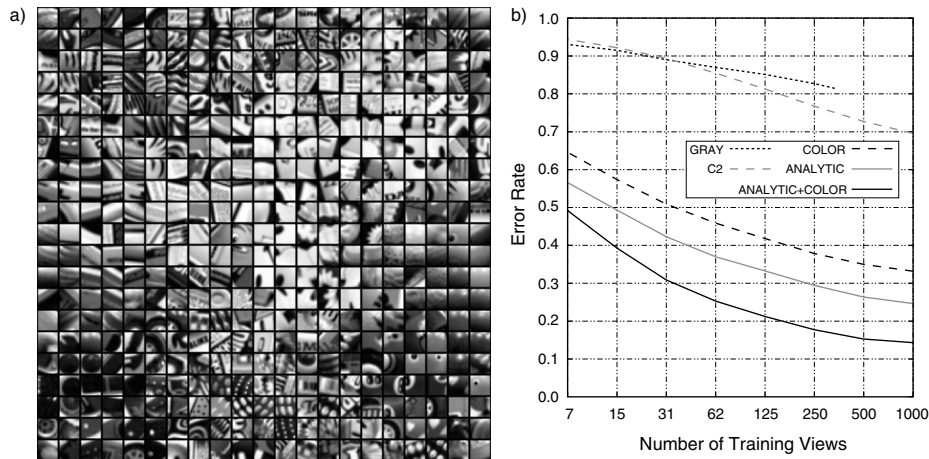 a)
b)
1.0
0.9
0.8
0.7
0.6
0.5
0.4
0.3
0.2
0.1
0.0
Error Rate
GRAY COLOR
C2 ANALYTIC
ANALYTIC+COLOR
7 15 31 62 125 250 500 1000
Number of Training Views